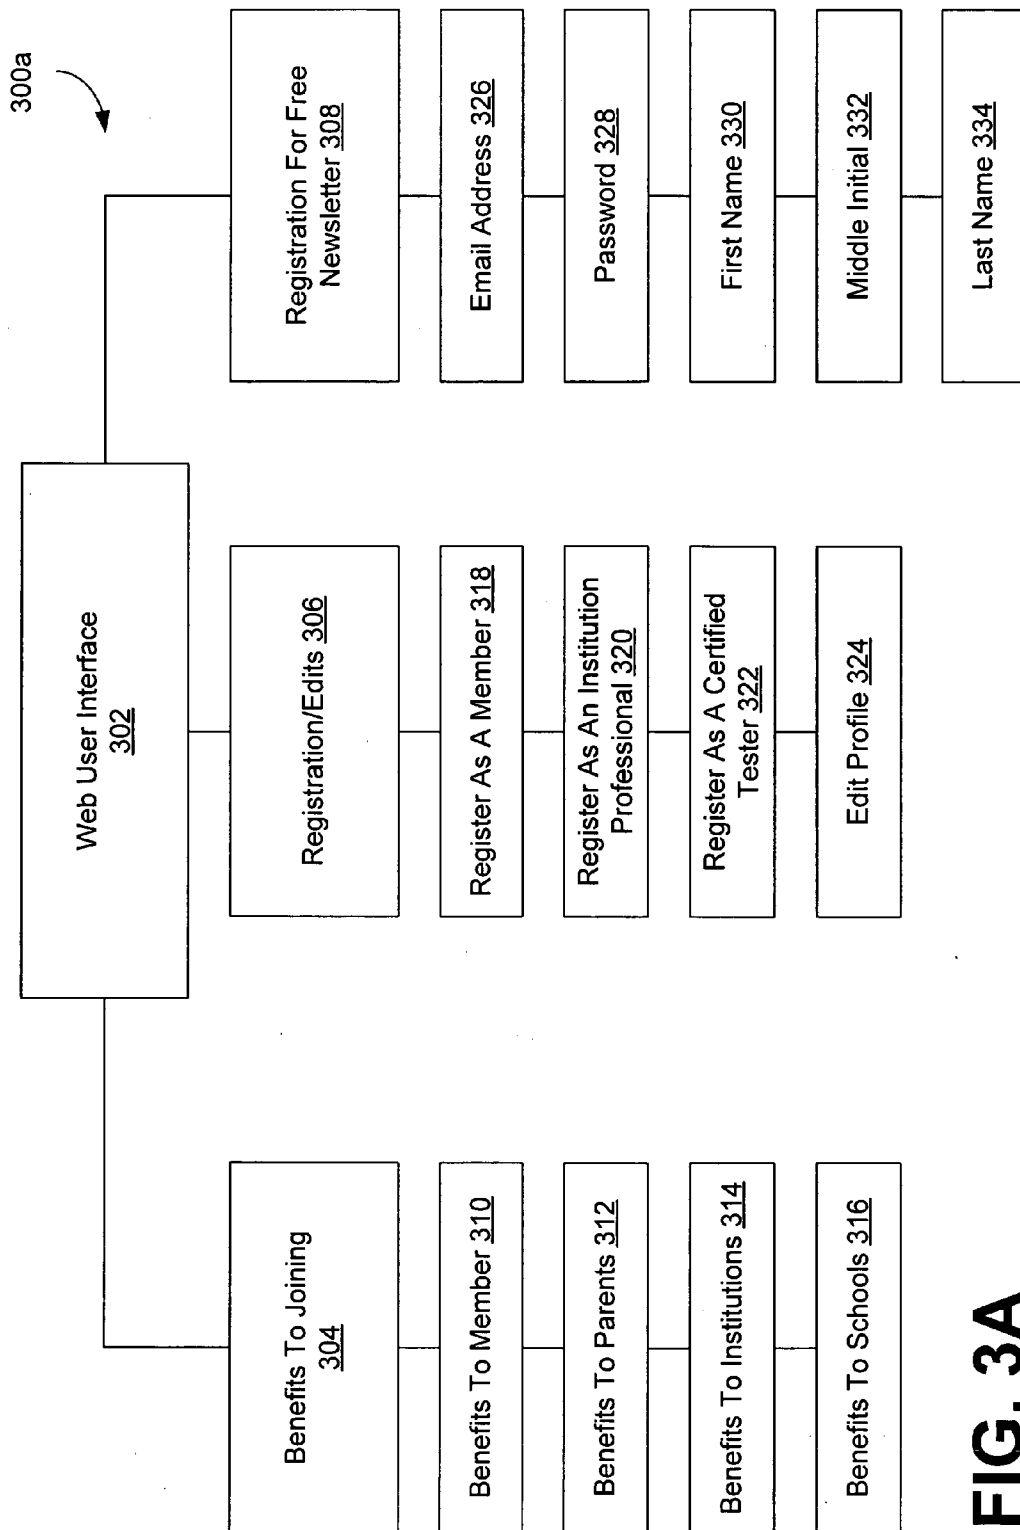 300a
Web User Interface
302
Benefits To Joining
304
Benefits To Member 310
Benefits To Parents 312
Benefits To Institutions 314
Benefits To Schools 316
Registration/Edits 306
Register As A Member 318
Register As An Institution
Professional 320
Register As A Certified
Tester 322
Edit Profile 324
Registration For Free
Newsletter 308
Email Address 326
Password 328
First Name 330
Middle Initial 332
Last Name 334
FIG. 3A